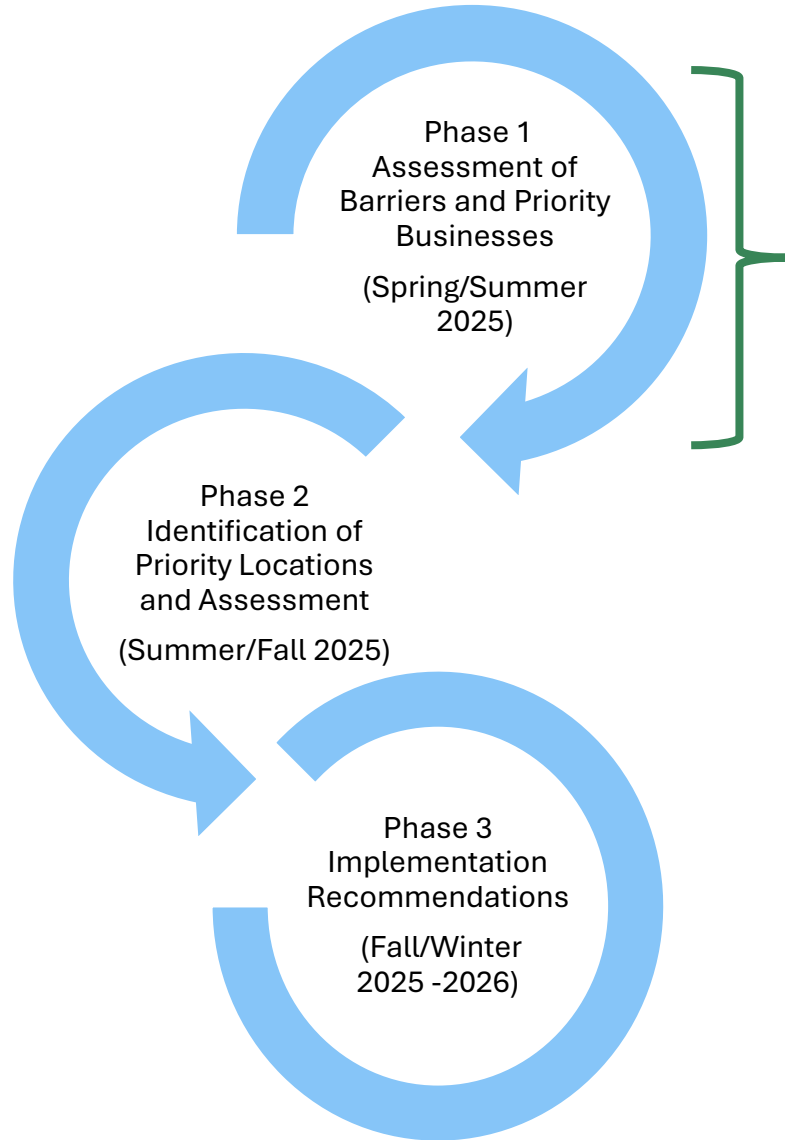 Phase 1
Assessment of
Barriers and Priority
Businesses
(Spring/Summer
2025)
Phase 2
Identification of
Priority Locations
and Assessment
(Summer/Fall 2025)
Phase 3
Implementation
Recommendations
(Fall/Winter
2025 -2026)